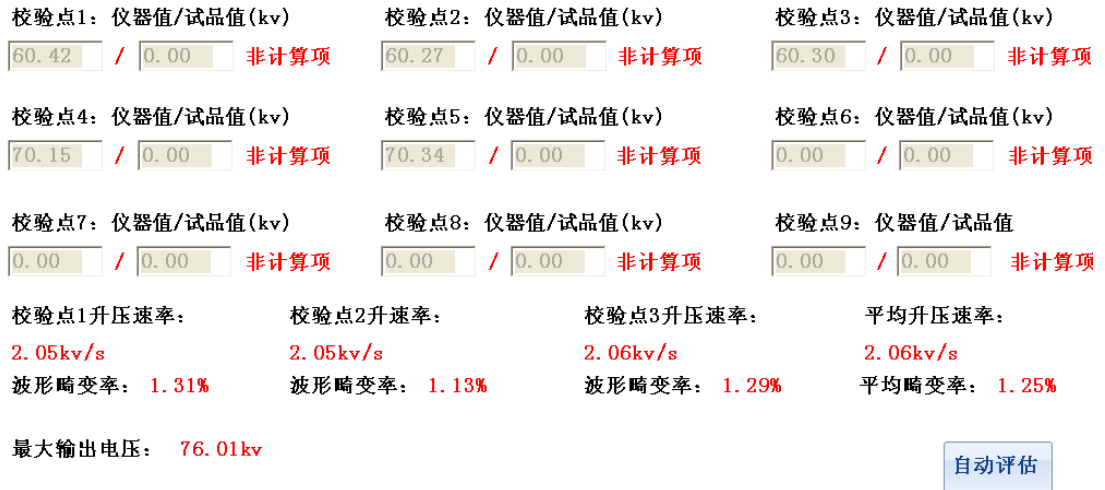 校验点1：仪器值/试品值(kv) 校验点2：仪器值/试品值(kv) 校验点3：仪器值/试品值(kv)
60.42 / 0.00 非计算项 60.27 / 0.00 非计算项 60.30 / 0.00 非计算项
校验点4：仪器值/试品值(kv) 校验点5：仪器值/试品值(kv) 校验点6：仪器值/试品值(kv)
70.15 / 0.00 非计算项 70.34 / 0.00 非计算项 0.00 / 0.00 非计算项
校验点7：仪器值/试品值(kv) 校验点8：仪器值/试品值(kv) 校验点9：仪器值/试品值
0.00 / 0.00 非计算项 0.00 / 0.00 非计算项 0.00 / 0.00 非计算项
校验点1升压速率： 校验点2升速率： 校验点3升压速率： 平均升压速率：
2.05kv/s 2.05kv/s 2.06kv/s 2.06kv/s
波形畸变率： 1.31% 波形畸变率： 1.13% 波形畸变率： 1.29% 平均畸变率： 1.25%
最大输出电压： 76.01kv
自动评估